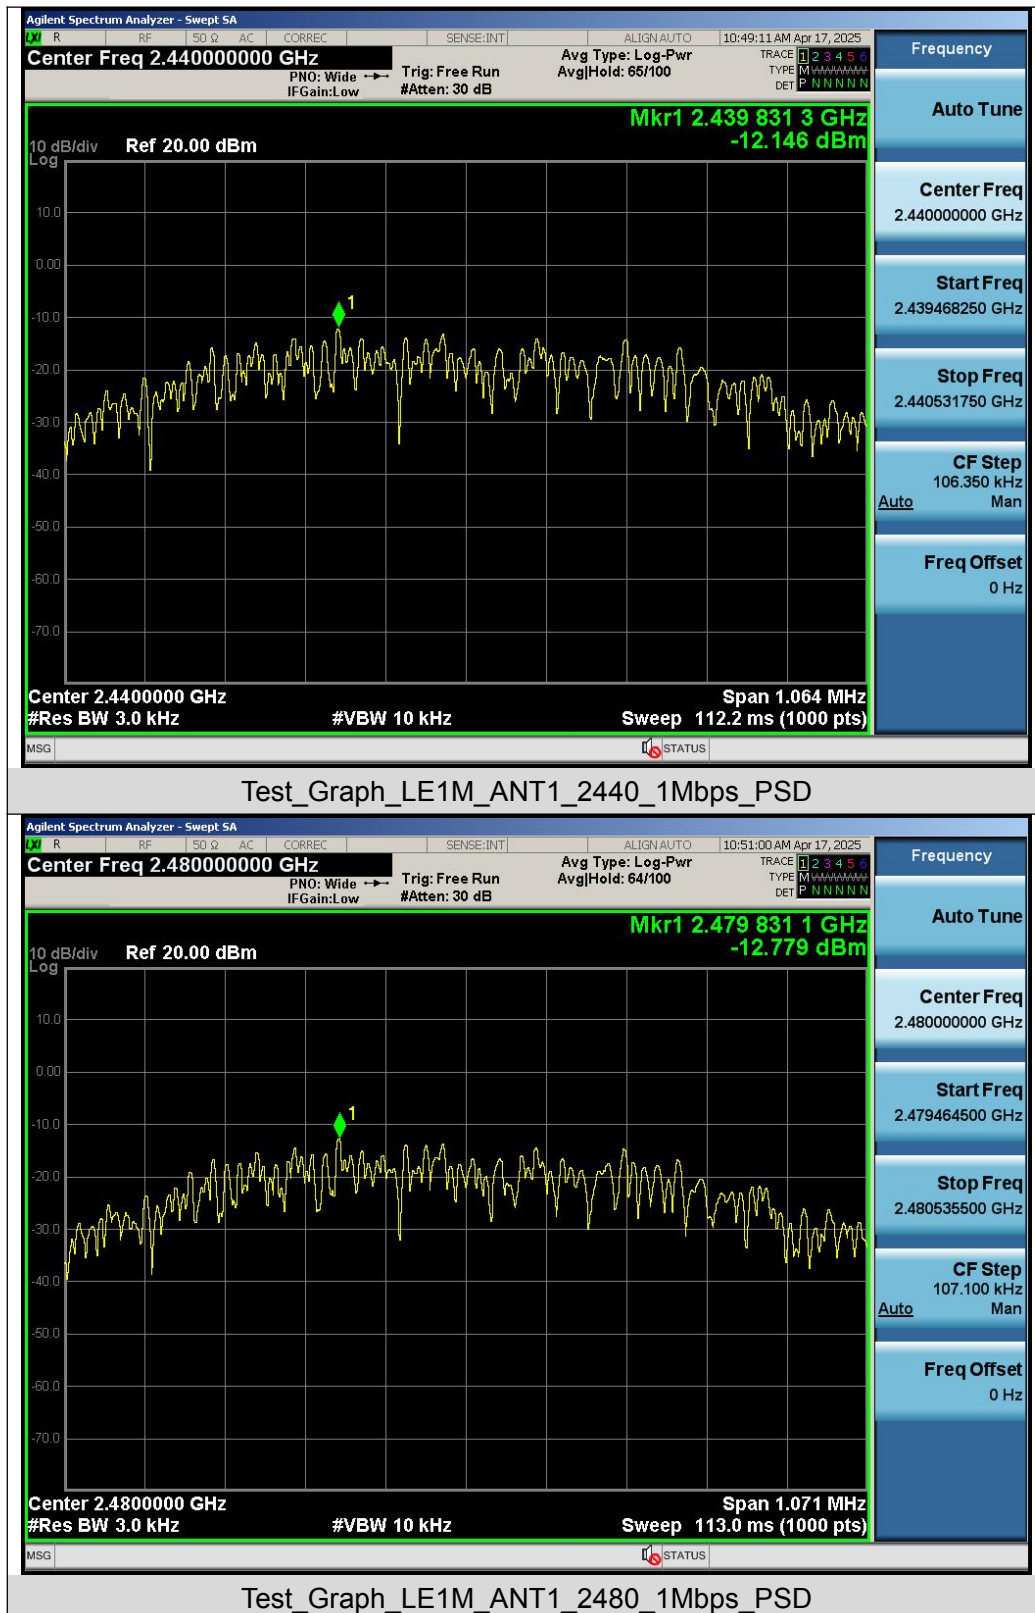 Agilent Spectrum Analyzer - Swept SA
LXI R RF 50 Ω AC CORREC SENSE:INT ALIGN AUTO 10:49:11 AM Apr 17, 2025
Center Freq 2.440000000 GHz
PNO: Wide
IFGain:Low
Trig: Free Run
#Atten: 30 dB
Avg Type: Log-Pwr
Avg|Hold: 65/100
TRACE 1 2 3 4 5 6
TYPE M
DET P N N N N N
Mkr1 2.439 831 3 GHz
-12.146 dBm
10 dB/div Ref 20.00 dBm
Log
10.0
0.00
-10.0
-20.0
-30.0
-40.0
-50.0
-60.0
-70.0
1
Center 2.4400000 GHz Span 1.064 MHz
#Res BW 3.0 kHz #VBW 10 kHz Sweep 112.2 ms (1000 pts)
MSG STATUS
Frequency
Auto Tune
Center Freq
2.440000000 GHz
Start Freq
2.439468250 GHz
Stop Freq
2.440531750 GHz
CF Step
106.350 kHz
Auto Man
Freq Offset
0 Hz
Test_Graph_LE1M_ANT1_2440_1Mbps_PSD
Agilent Spectrum Analyzer - Swept SA
LXI R RF 50 Ω AC CORREC SENSE:INT ALIGN AUTO 10:51:00 AM Apr 17, 2025
Center Freq 2.480000000 GHz
PNO: Wide
IFGain:Low
Trig: Free Run
#Atten: 30 dB
Avg Type: Log-Pwr
Avg|Hold: 64/100
TRACE 1 2 3 4 5 6
TYPE M
DET P N N N N N
Mkr1 2.479 831 1 GHz
-12.779 dBm
10 dB/div Ref 20.00 dBm
Log
10.0
0.00
-10.0
-20.0
-30.0
-40.0
-50.0
-60.0
-70.0
1
Center 2.4800000 GHz Span 1.071 MHz
#Res BW 3.0 kHz #VBW 10 kHz Sweep 113.0 ms (1000 pts)
MSG STATUS
Frequency
Auto Tune
Center Freq
2.480000000 GHz
Start Freq
2.479464500 GHz
Stop Freq
2.480535500 GHz
CF Step
107.100 kHz
Auto Man
Freq Offset
0 Hz
Test_Graph_LE1M_ANT1_2480_1Mbps_PSD